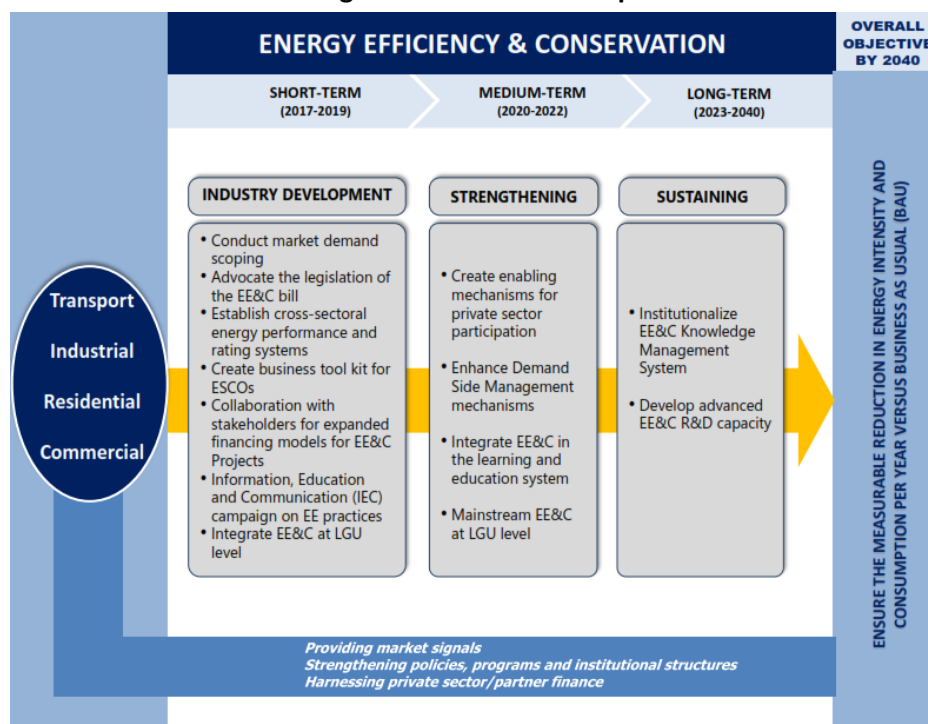 ENERGY EFFICIENCY & CONSERVATION
OVERALL
OBJECTIVE
BY 2040
SHORT-TERM
(2017-2019)
MEDIUM-TERM
(2020-2022)
LONG-TERM
(2023-2040)
INDUSTRY DEVELOPMENT
• Conduct market demand
scoping
• Advocate the legislation of
the EE&C bill
• Establish cross-sectoral
energy performance and
rating systems
• Create business tool kit for
ESCOs
• Collaboration with
stakeholders for expanded
financing models for EE&C
Projects
• Information, Education
and Communication (IEC)
campaign on EE practices
• Integrate EE&C at LGU
level
STRENGTHENING
• Create enabling
mechanisms for
private sector
participation
• Enhance Demand
Side Management
mechanisms
• Integrate EE&C in
the learning and
education system
• Mainstream EE&C
at LGU level
SUSTAINING
• Institutionalize
EE&C Knowledge
Management
System
• Develop advanced
EE&C R&D capacity
Transport
Industrial
Residential
Commercial
Providing market signals
Strengthening policies, programs and institutional structures
Harnessing private sector/partner finance
ENSURE THE MEASURABLE REDUCTION IN ENERGY INTENSITY AND
CONSUMPTION PER YEAR VERSUS BUSINESS AS USUAL (BAU)